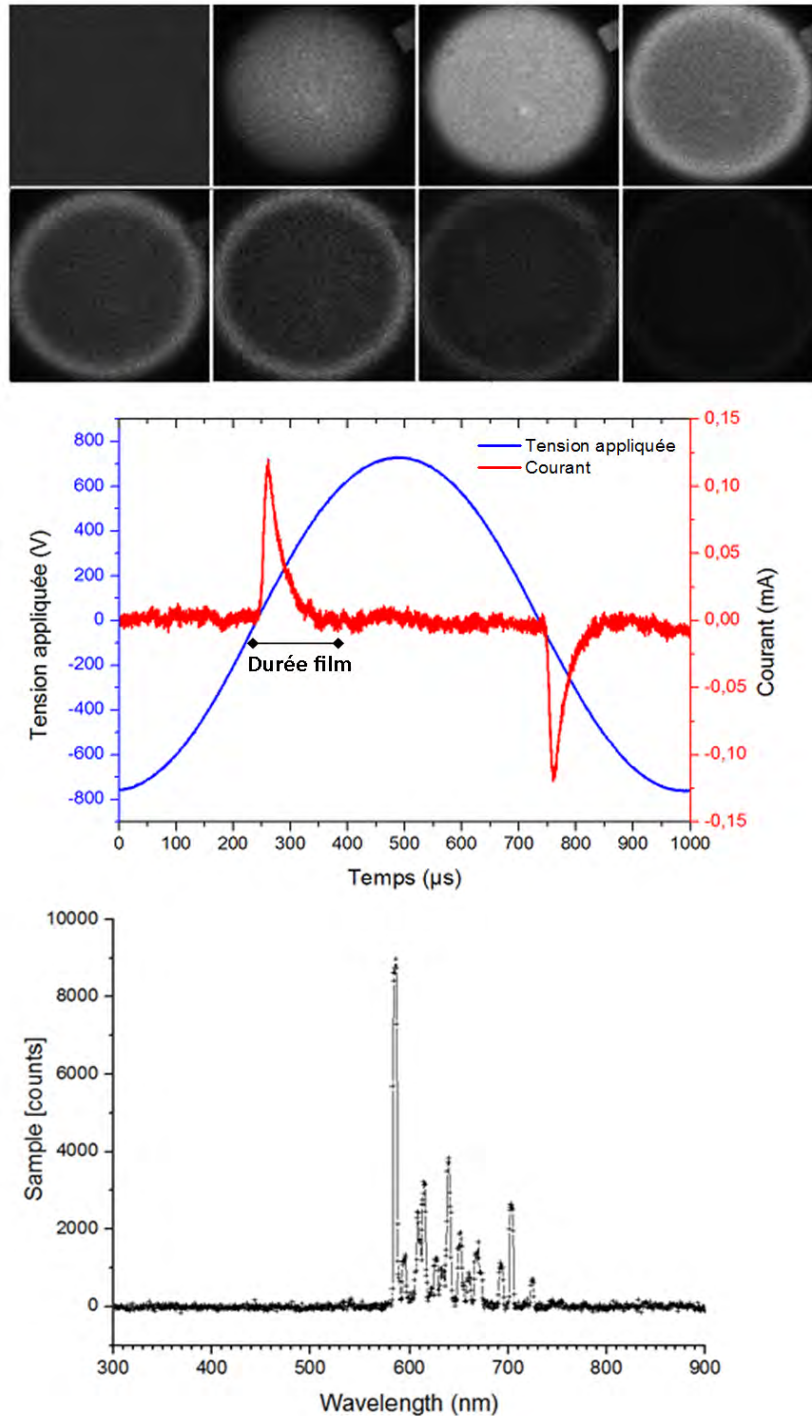 800
600
400
200
0
-200
-400
-600
-800
Tension appliquée (V)
0,15
0,10
0,05
0,00
-0,05
-0,10
-0,15
Courant (mA)
Tension appliquée
Courant
Durée film
0 100 200 300 400 500 600 700 800 900 1000
Temps (µs)
10000
8000
6000
4000
2000
0
Sample [counts]
300 400 500 600 700 800 900
Wavelength (nm)